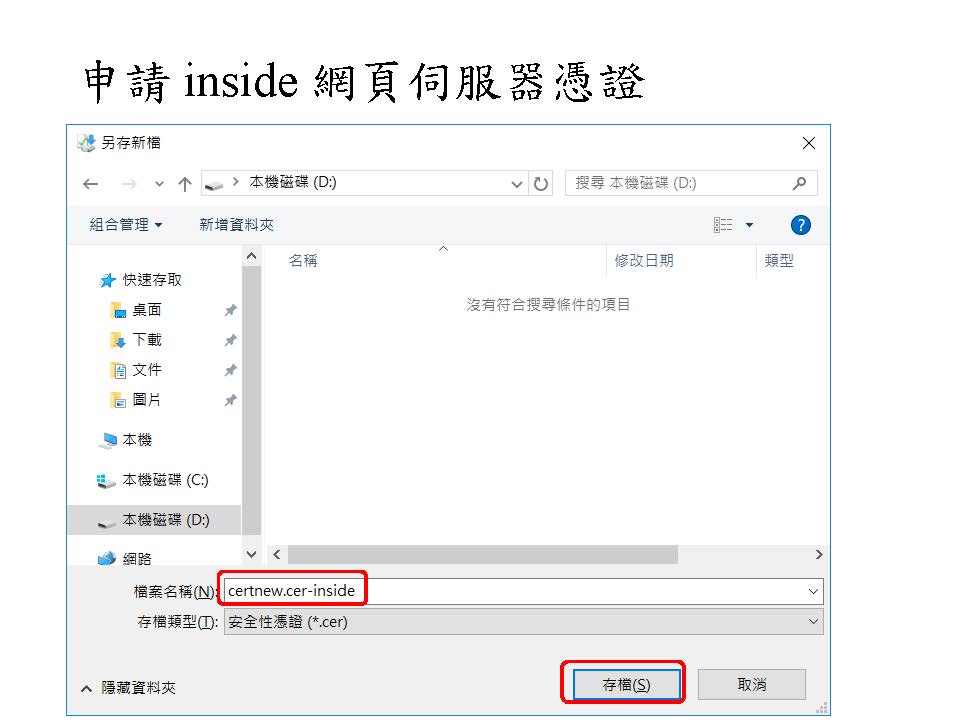 申請 inside 網頁伺服器憑證
另存新檔
本機磁碟 (D:)
搜尋 本機磁碟 (D:)
組合管理
新增資料夾
名稱
修改日期
類型
沒有符合搜尋條件的項目
快速存取
桌面
下載
文件
圖片
本機
本機磁碟 (C:)
本機磁碟 (D:)
網路
檔案名稱(N): certnew.cer-inside
存檔類型(T): 安全性憑證 (*.cer)
隱藏資料夾
存檔(S)
取消